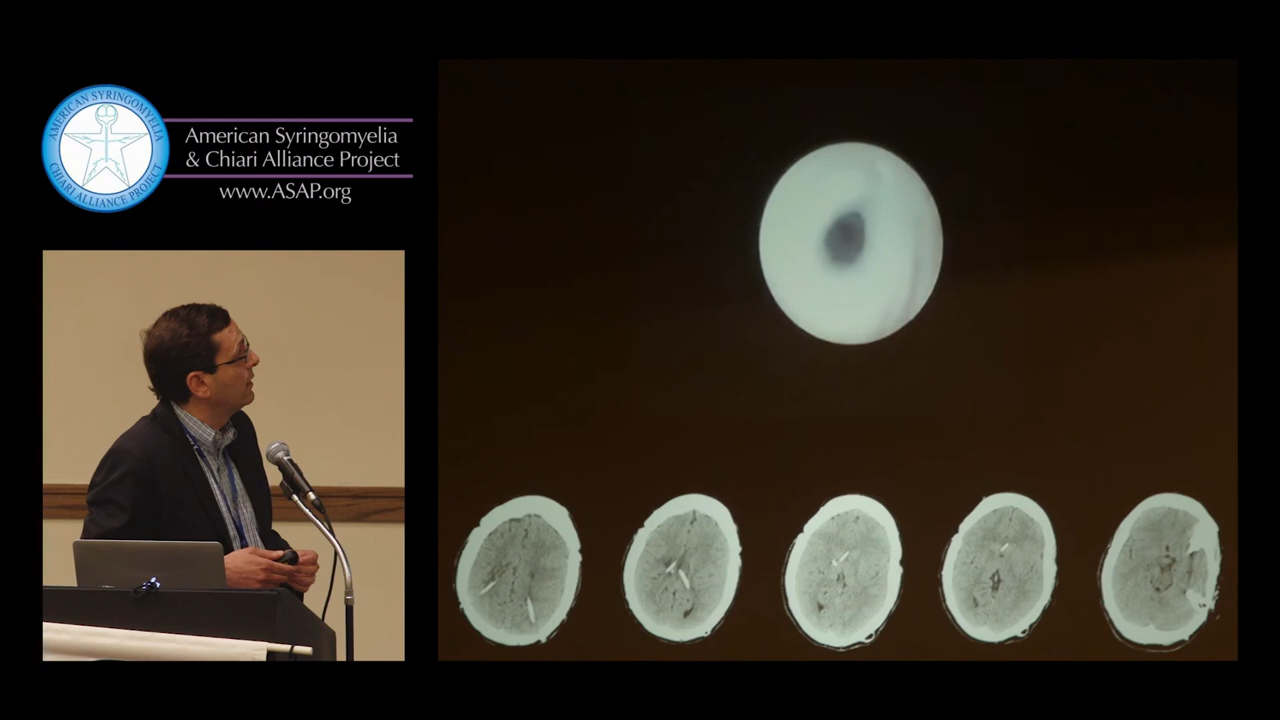 AMERICAN SYRINGOMYELIA
CHIARI ALLIANCE PROJECT
American Syringomyelia
& Chiari Alliance Project
www.ASAP.org